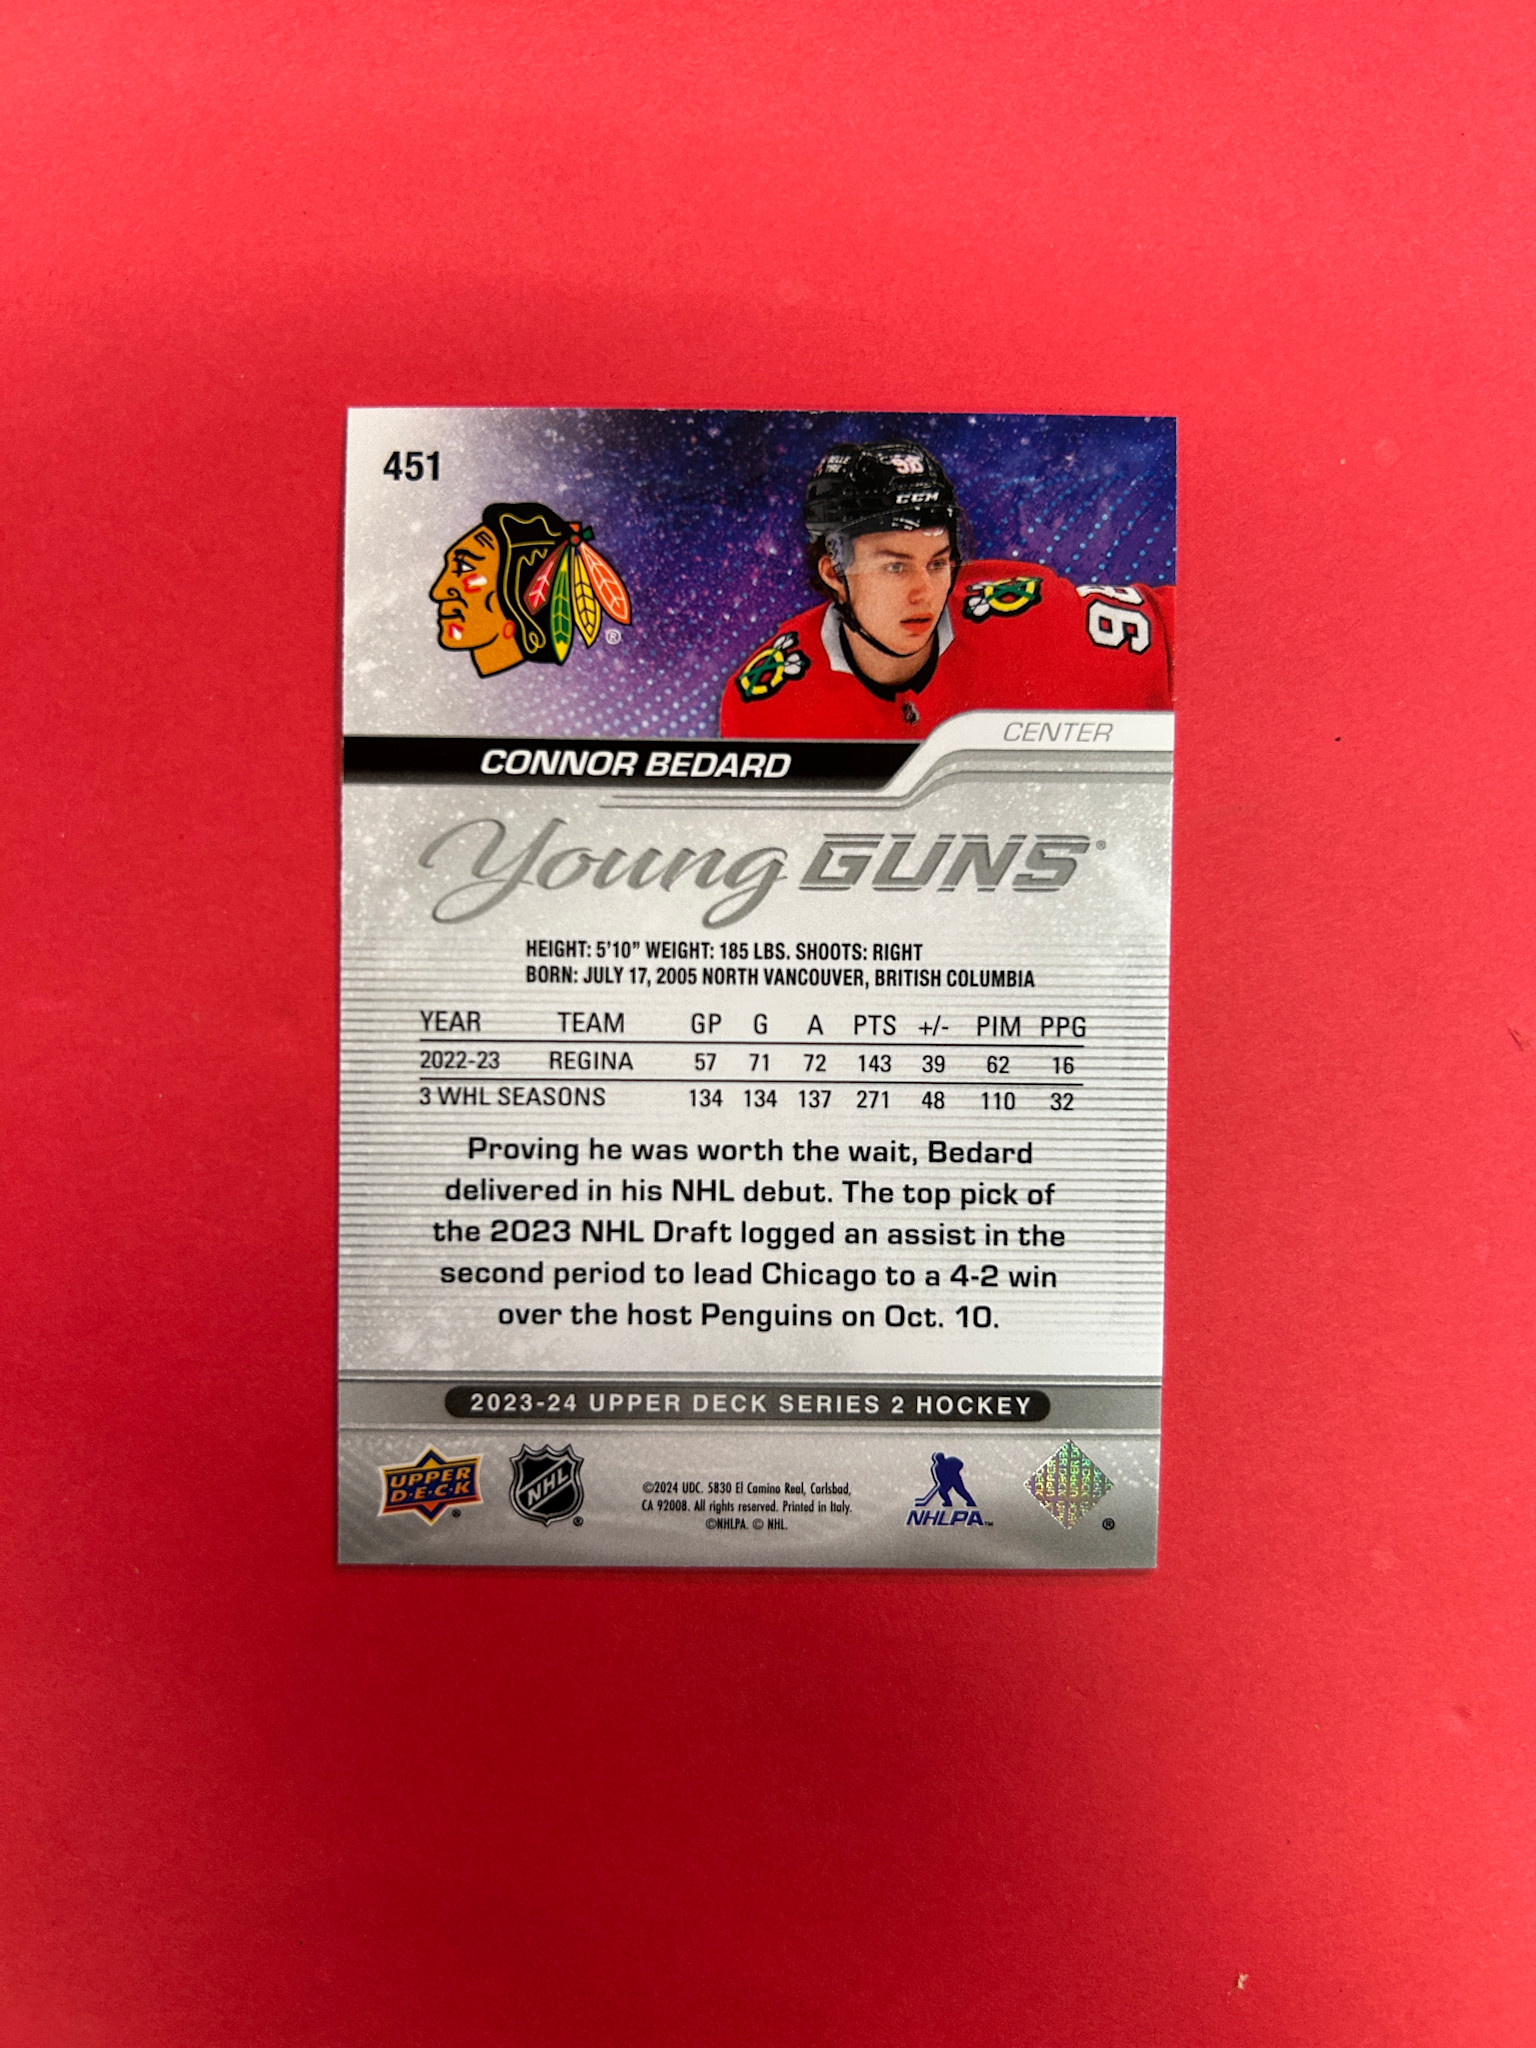 451
CCM
98
98
®
CENTER
CONNOR BEDARD
Young GUNS®
HEIGHT: 5'10" WEIGHT: 185 LBS. SHOOTS: RIGHT
BORN: JULY 17, 2005 NORTH VANCOUVER, BRITISH COLUMBIA
YEAR TEAM GP G A PTS +/- PIM PPG
2022-23 REGINA 57 71 72 143 39 62 16
3 WHL SEASONS 134 134 137 271 48 110 32
Proving he was worth the wait, Bedard
delivered in his NHL debut. The top pick of
the 2023 NHL Draft logged an assist in the
second period to lead Chicago to a 4-2 win
over the host Penguins on Oct. 10.
2023-24 UPPER DECK SERIES 2 HOCKEY
UPPER
D·E·C·K
®
NHL
®
©2024 UDC. 5830 El Camino Real, Carlsbad,
CA 92008. All rights reserved. Printed in Italy.
©NHLPA. © NHL.
NHLPA™
®